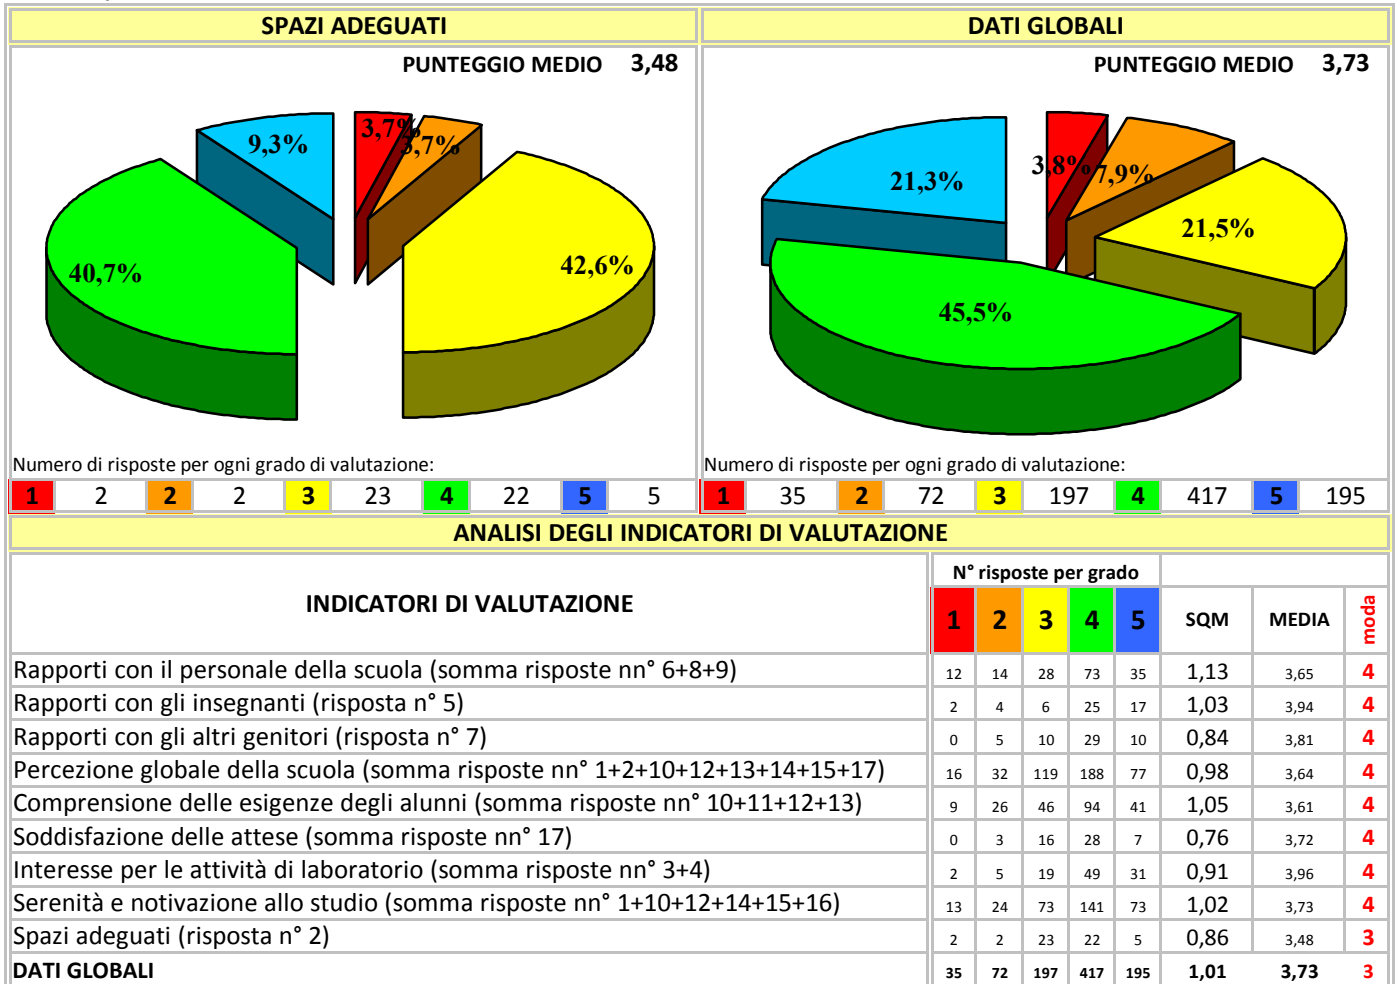 SPAZI ADEGUATI
PUNTEGGIO MEDIO 3,48
9,3%
3,7%
3,7%
40,7%
42,6%
Numero di risposte per ogni grado di valutazione:
1 2 2 2 3 23 4 22 5 5
DATI GLOBALI
PUNTEGGIO MEDIO 3,73
21,3%
3,8%
7,9%
21,5%
45,5%
Numero di risposte per ogni grado di valutazione:
1 35 2 72 3 197 4 417 5 195
ANALISI DEGLI INDICATORI DI VALUTAZIONE
INDICATORI DI VALUTAZIONE
N° risposte per grado
1 2 3 4 5 SQM MEDIA moda
Rapporti con il personale della scuola (somma risposte nn° 6+8+9) 12 14 28 73 35 1,13 3,65 4
Rapporti con gli insegnanti (risposta n° 5) 2 4 6 25 17 1,03 3,94 4
Rapporti con gli altri genitori (risposta n° 7) 0 5 10 29 10 0,84 3,81 4
Percezione globale della scuola (somma risposte nn° 1+2+10+12+13+14+15+17) 16 32 119 188 77 0,98 3,64 4
Comprensione delle esigenze degli alunni (somma risposte nn° 10+11+12+13) 9 26 46 94 41 1,05 3,61 4
Soddisfazione delle attese (somma risposte nn° 17) 0 3 16 28 7 0,76 3,72 4
Interesse per le attività di laboratorio (somma risposte nn° 3+4) 2 5 19 49 31 0,91 3,96 4
Serenità e notivazione allo studio (somma risposte nn° 1+10+12+14+15+16) 13 24 73 141 73 1,02 3,73 4
Spazi adeguati (risposta n° 2) 2 2 23 22 5 0,86 3,48 3
DATI GLOBALI 35 72 197 417 195 1,01 3,73 3